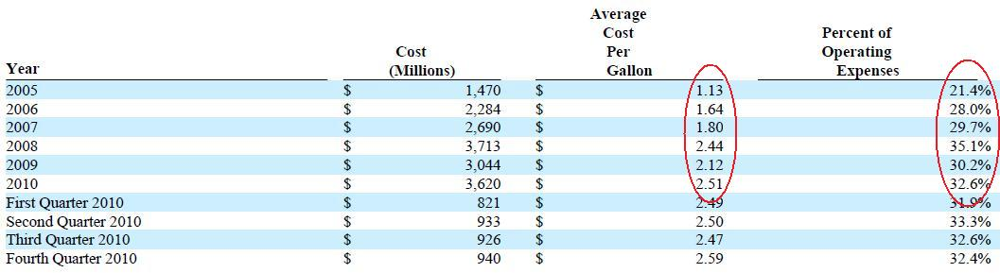 Average
Cost Percent of
Cost Per Operating
Year (Millions) Gallon Expenses
2005 $ 1,470 $ 1.13 21.4%
2006 $ 2,284 $ 1.64 28.0%
2007 $ 2,690 $ 1.80 29.7%
2008 $ 3,713 $ 2.44 35.1%
2009 $ 3,044 $ 2.12 30.2%
2010 $ 3,620 $ 2.51 32.6%
First Quarter 2010 $ 821 $ 2.49 31.9%
Second Quarter 2010 $ 933 $ 2.50 33.3%
Third Quarter 2010 $ 926 $ 2.47 32.6%
Fourth Quarter 2010 $ 940 $ 2.59 32.4%